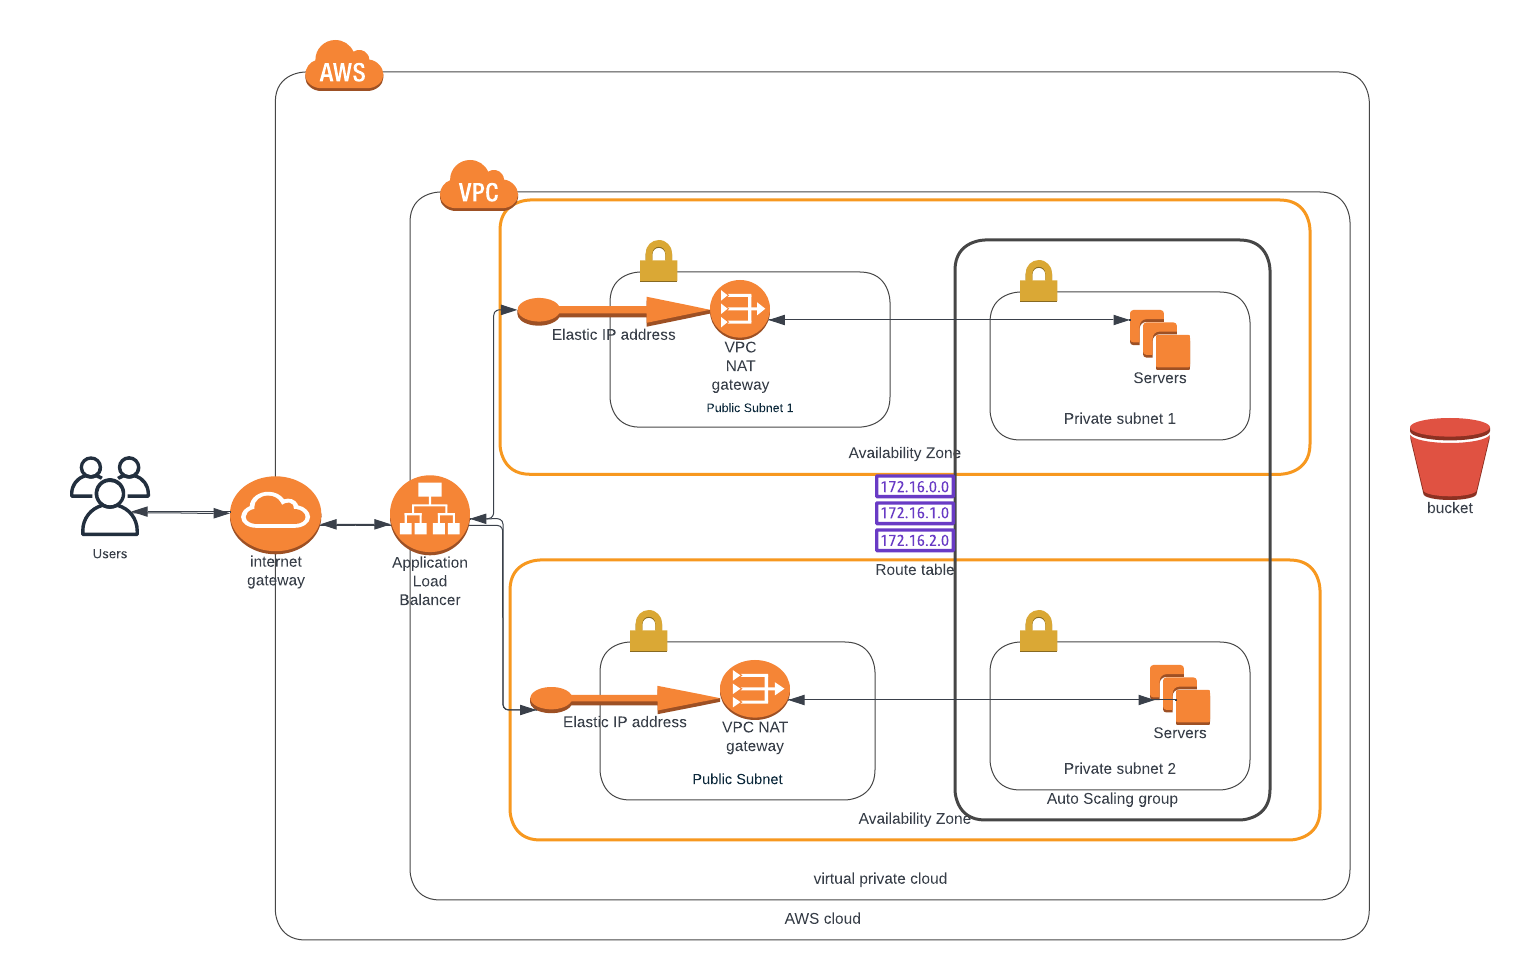 AWS
VPC
Elastic IP address
VPC
NAT
gateway
Public Subnet 1
Servers
Private subnet 1
Availability Zone
172.16.0.0
172.16.1.0
172.16.2.0
Route table
Users
internet
gateway
Application
Load
Balancer
bucket
Elastic IP address
VPC NAT
gateway
Public Subnet
Servers
Private subnet 2
Auto Scaling group
Availability Zone
virtual private cloud
AWS cloud